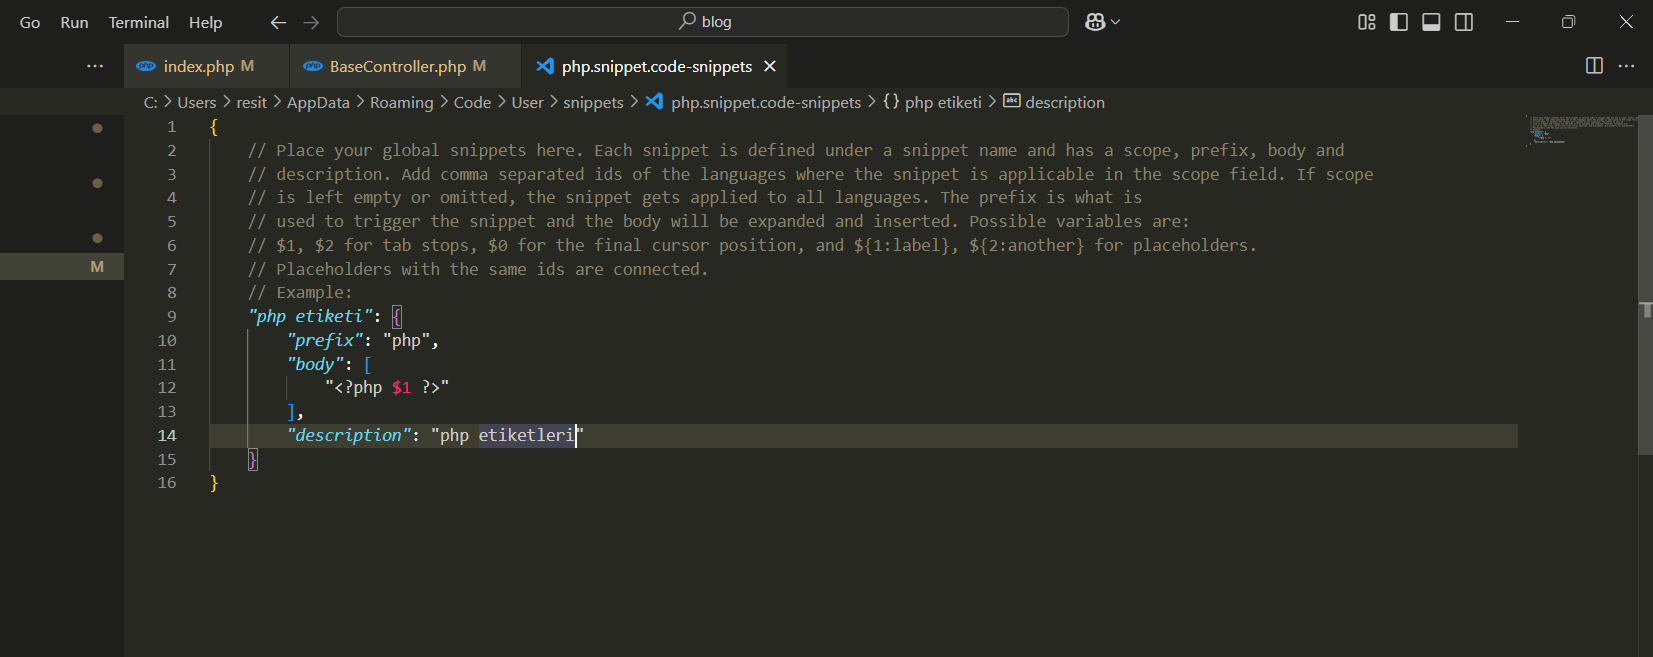 Go Run Terminal Help blog
index.php M BaseController.php M php.snippet.code-snippets
C: > Users > resit > AppData > Roaming > Code > User > snippets > php.snippet.code-snippets > {} php etiketi > abc description
1 {
2 // Place your global snippets here. Each snippet is defined under a snippet name and has a scope, prefix, body and
3 // description. Add comma separated ids of the languages where the snippet is applicable in the scope field. If scope
4 // is left empty or omitted, the snippet gets applied to all languages. The prefix is what is
5 // used to trigger the snippet and the body will be expanded and inserted. Possible variables are:
6 // $1, $2 for tab stops, $0 for the final cursor position, and ${1:label}, ${2:another} for placeholders.
7 // Placeholders with the same ids are connected.
8 // Example:
M
9 "php etiketi": {
10 "prefix": "php",
11 "body": [
12 "<?php $1 ?>"
13 ],
14 "description": "php etiketleri"
15 }
16 }